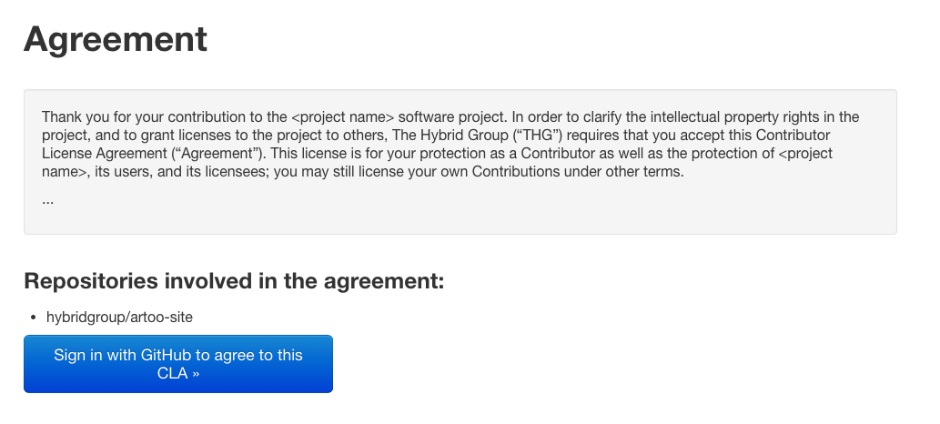 Agreement
Thank you for your contribution to the <project name> software project. In order to clarify the intellectual property rights in the
project, and to grant licenses to the project to others, The Hybrid Group (“THG”) requires that you accept this Contributor
License Agreement (“Agreement”). This license is for your protection as a Contributor as well as the protection of <project
name>, its users, and its licensees; you may still license your own Contributions under other terms.
...
Repositories involved in the agreement:
• hybridgroup/artoo-site
Sign in with GitHub to agree to this
CLA »